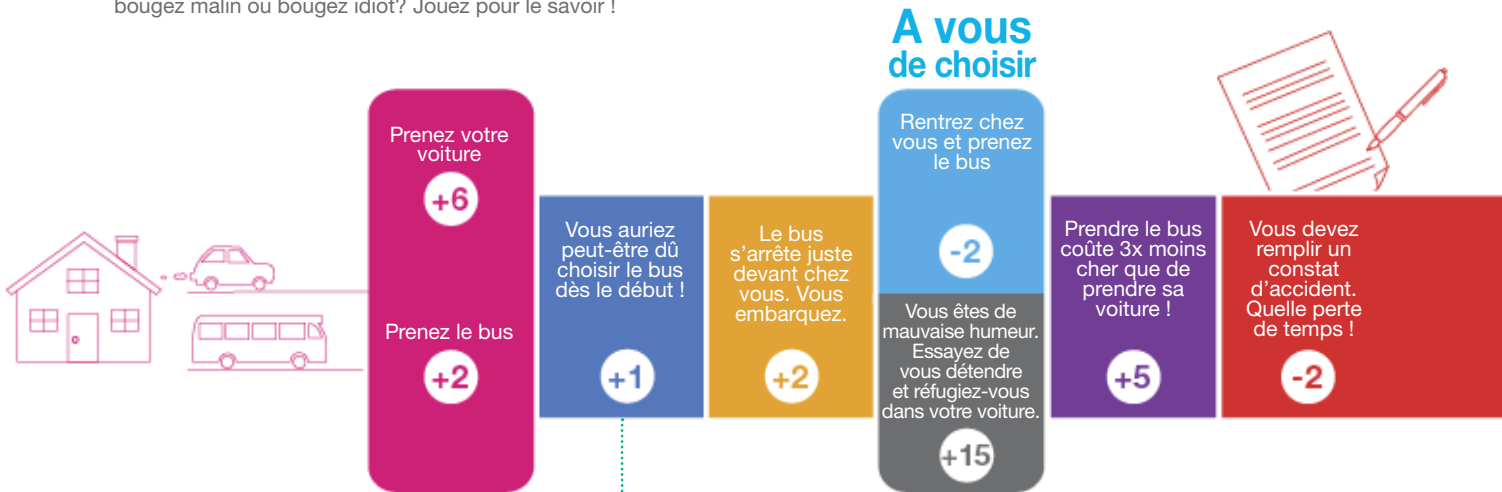 bougez malin ou bougez idiot? Jouez pour le savoir !
A vous
de choisir
Prenez votre
voiture
+6
Prenez le bus
+2
Vous auriez
peut-être dû
choisir le bus
dès le début !
+1
Le bus
s’arrête juste
devant chez
vous. Vous
embarquez.
+2
Rentrez chez
vous et prenez
le bus
-2
Vous êtes de
mauvaise humeur.
Essayez de
vous détendre
et réfugiez-vous
dans votre voiture.
+15
Prendre le bus
coûte 3x moins
cher que de
prendre sa
voiture !
+5
Vous devez
remplir un
constat
d’accident.
Quelle perte
de temps !
-2